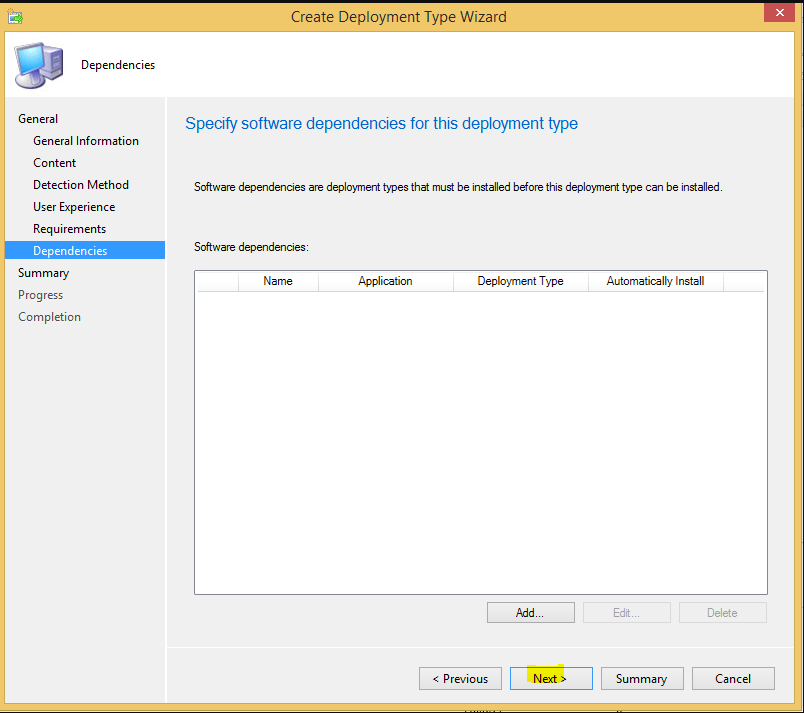 Create Deployment Type Wizard
Dependencies
General
General Information
Content
Detection Method
User Experience
Requirements
Dependencies
Summary
Progress
Completion
Specify software dependencies for this deployment type
Software dependencies are deployment types that must be installed before this deployment type can be installed.
Software dependencies:
Name Application Deployment Type Automatically Install
Add... Edit... Delete
< Previous Next > Summary Cancel